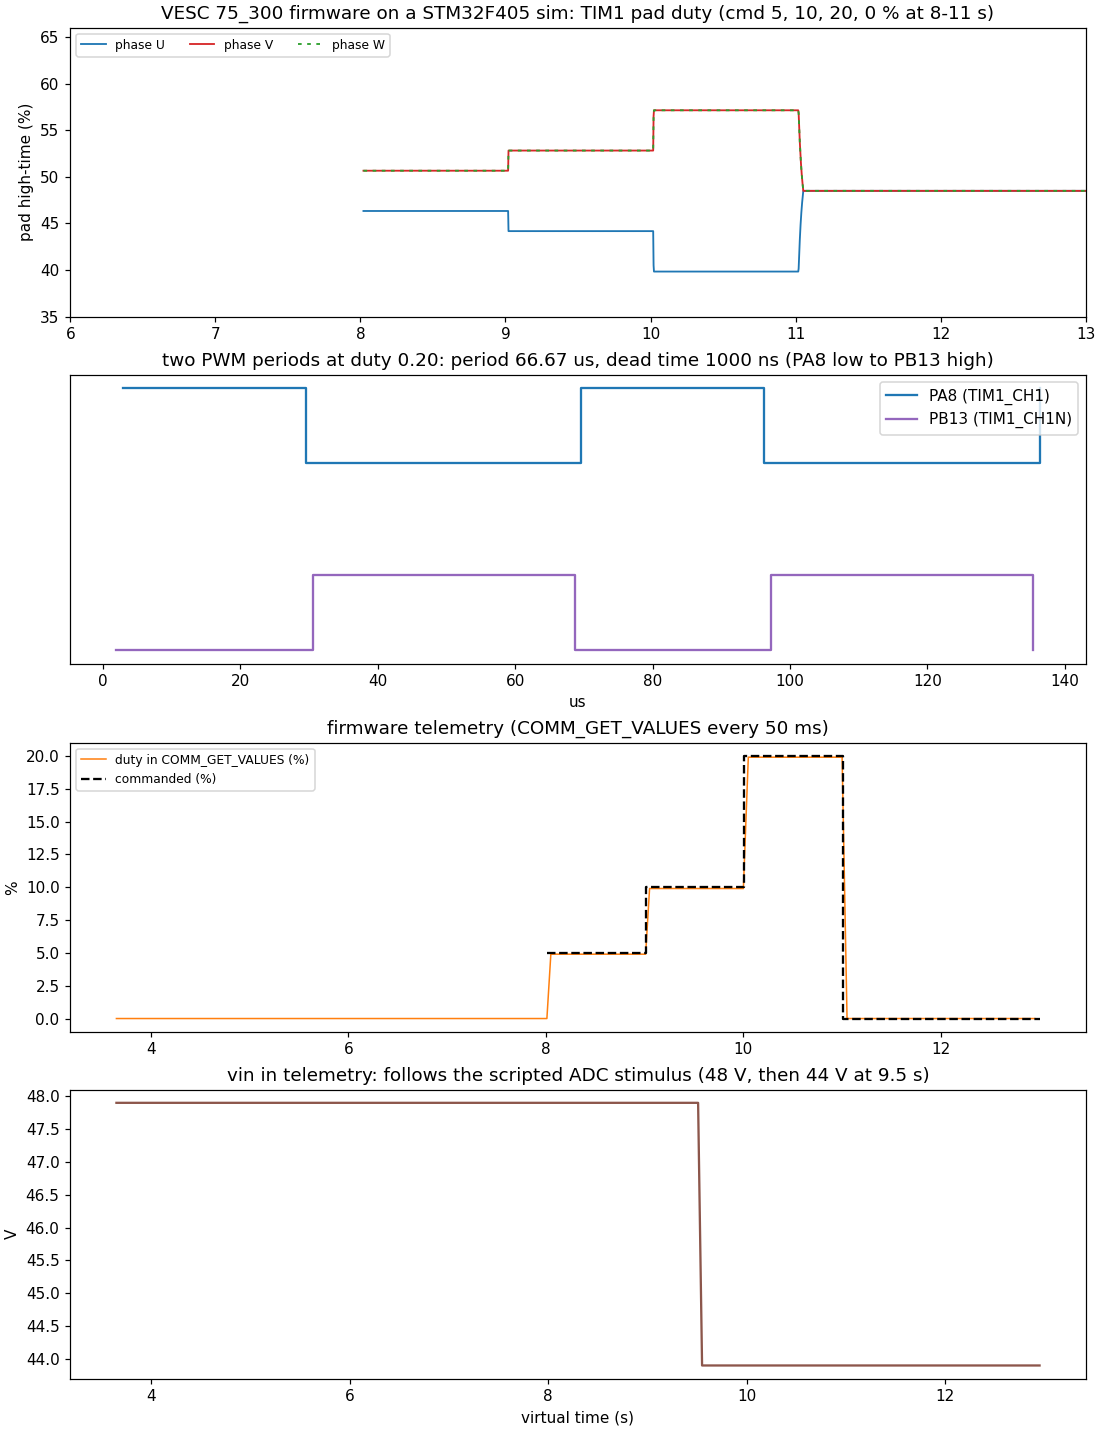 VESC 75_300 firmware on a STM32F405 sim: TIM1 pad duty (cmd 5, 10, 20, 0 % at 8-11 s)
phase U phase V phase W
pad high-time (%)
65
60
55
50
45
40
35
6 7 8 9 10 11 12 13
two PWM periods at duty 0.20: period 66.67 us, dead time 1000 ns (PA8 low to PB13 high)
PA8 (TIM1_CH1)
PB13 (TIM1_CH1N)
0 20 40 60 80 100 120 140
us
firmware telemetry (COMM_GET_VALUES every 50 ms)
duty in COMM_GET_VALUES (%)
commanded (%)
%
20.0
17.5
15.0
12.5
10.0
7.5
5.0
2.5
0.0
4 6 8 10 12
vin in telemetry: follows the scripted ADC stimulus (48 V, then 44 V at 9.5 s)
V
48.0
47.5
47.0
46.5
46.0
45.5
45.0
44.5
44.0
4 6 8 10 12
virtual time (s)